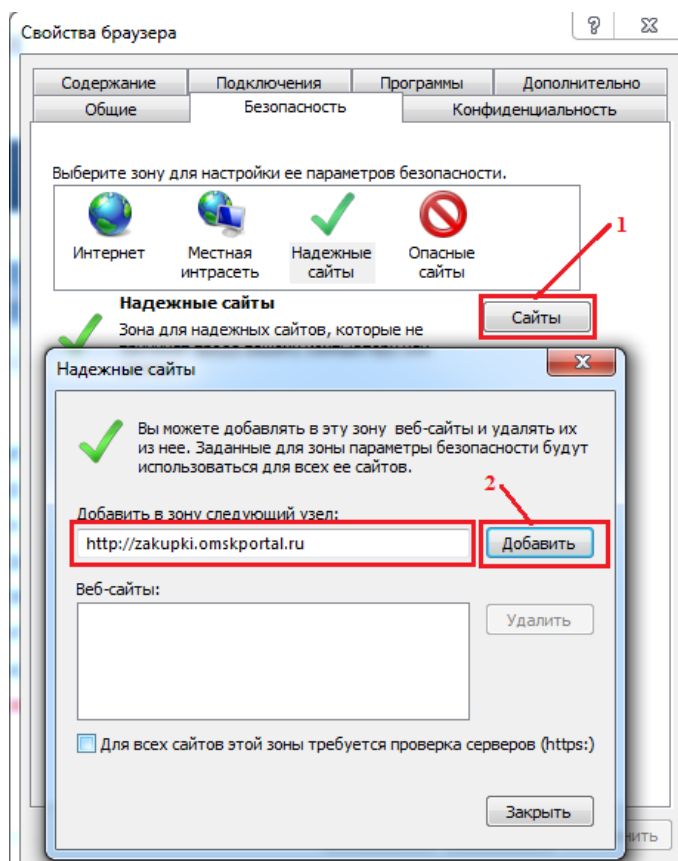 Свойства браузера
Содержание Подключения Программы Дополнительно
Общие Безопасность Конфиденциальность
Выберите зону для настройки ее параметров безопасности.
1
Интернет Местная интрасеть Надежные сайты Опасные сайты
Надежные сайты
Сайты
Зона для надежных сайтов, которые не
Надежные сайты
Вы можете добавлять в эту зону веб-сайты и удалять их
из нее. Заданные для зоны параметры безопасности будут
использоваться для всех ее сайтов.
2
Добавить в зону следующий узел:
http://zakupki.omskportal.ru Добавить
Веб-сайты:
Удалить
Для всех сайтов этой зоны требуется проверка серверов (https:)
Закрыть